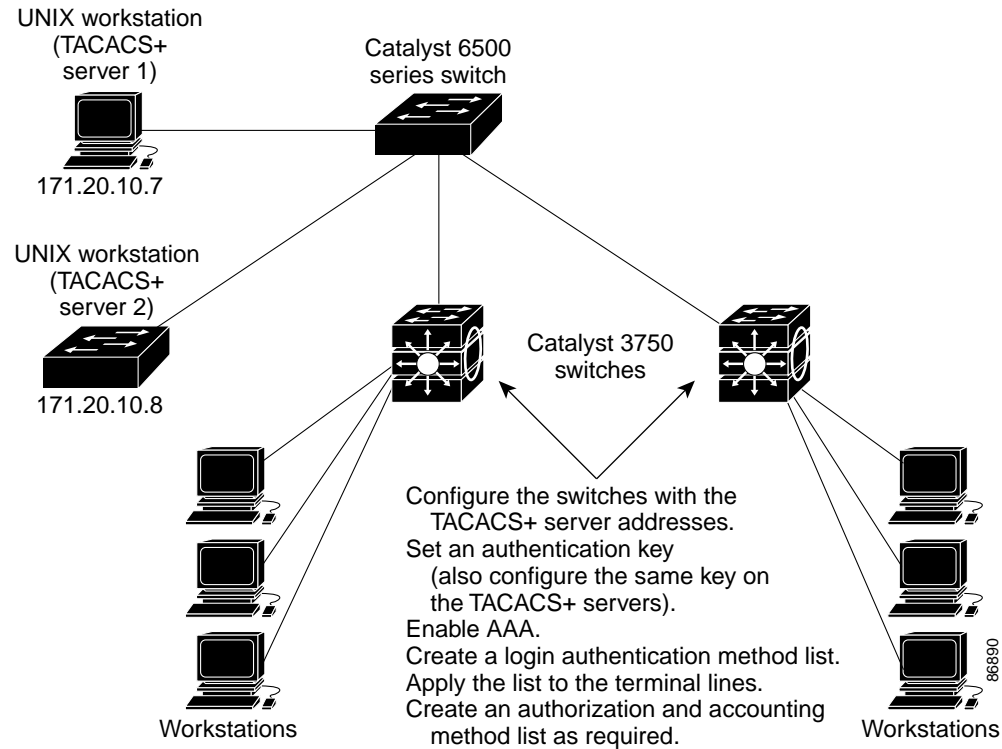 UNIX workstation
(TACACS+
server 1)
Catalyst 6500
series switch
171.20.10.7
UNIX workstation
(TACACS+
server 2)
171.20.10.8
Catalyst 3750
switches
Configure the switches with the
TACACS+ server addresses.
Set an authentication key
(also configure the same key on
the TACACS+ servers).
Enable AAA.
Create a login authentication method list.
Apply the list to the terminal lines.
Create an authorization and accounting
method list as required.
Workstations
Workstations
86890